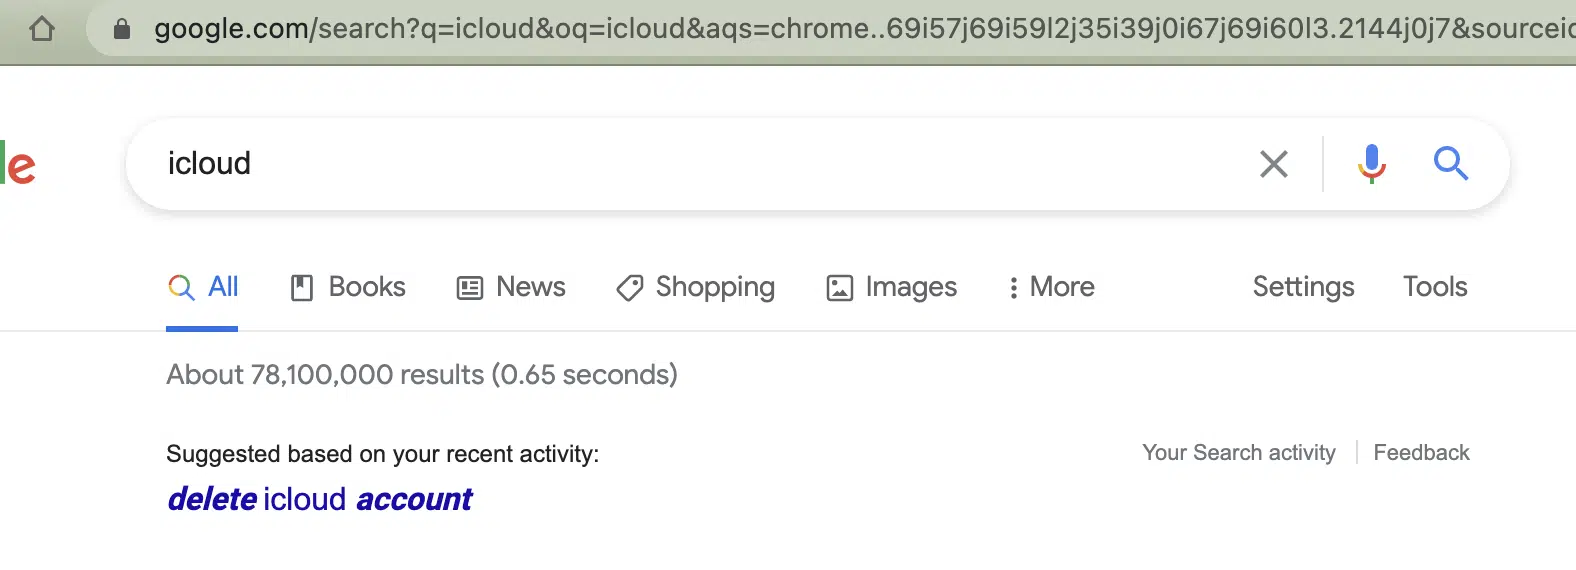 google.com/search?q=icloud&oq=icloud&aqs=chrome..69i57j69i59l2j35i39j0i67j69i60l3.2144j0j7&sourceid
le
icloud
All Books News Shopping Images More Settings Tools
About 78,100,000 results (0.65 seconds)
Suggested based on your recent activity: Your Search activity Feedback
delete icloud account